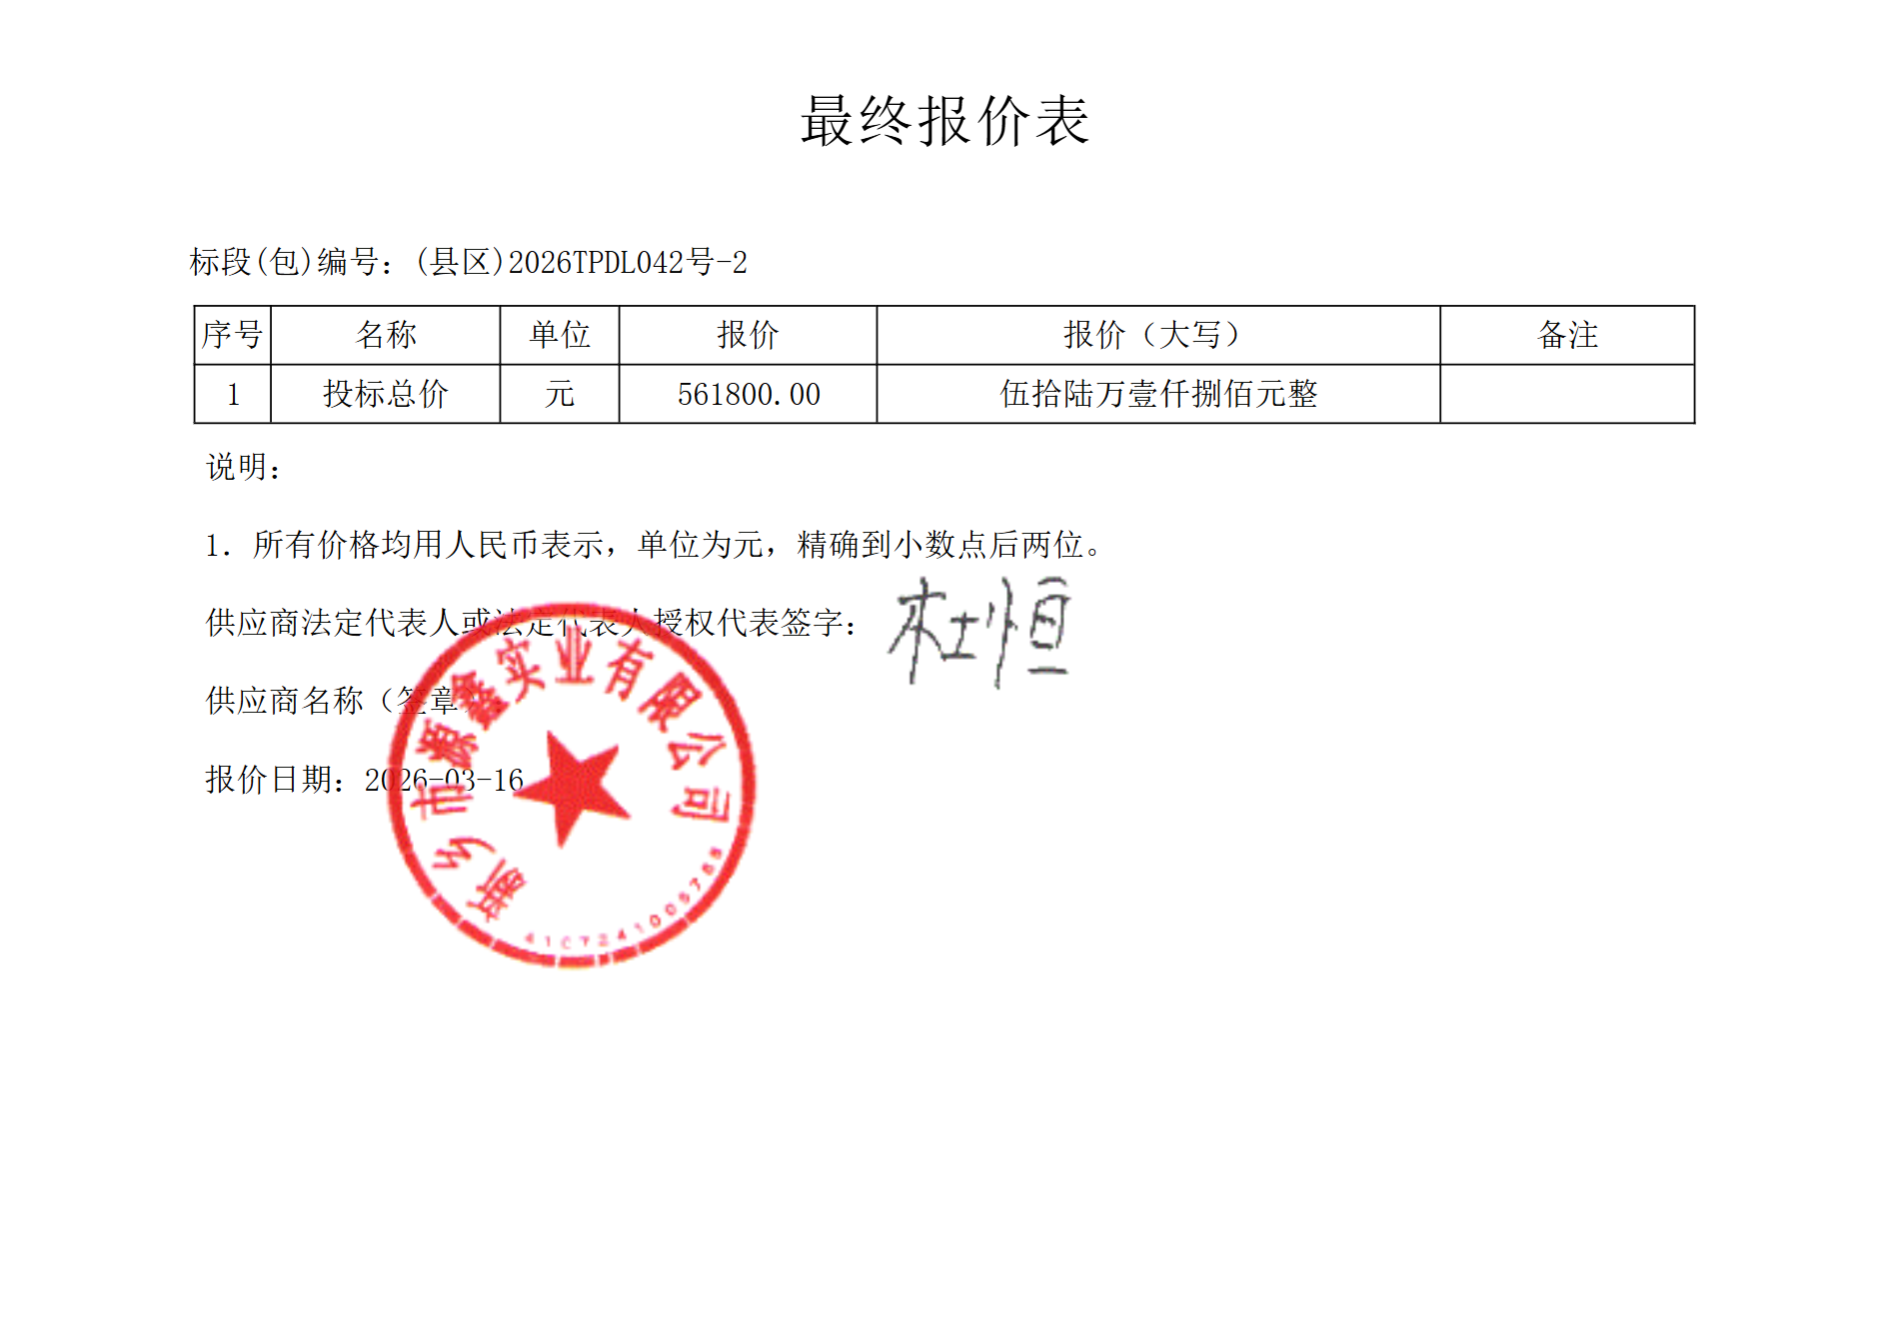 最终报价表
标段(包)编号：(县区)2026TPDL042号-2
序号 名称 单位 报价 报价（大写） 备注
1 投标总价 元 561800.00 伍拾陆万壹仟捌佰元整
说明：
1. 所有价格均用人民币表示，单位为元，精确到小数点后两位。
供应商法定代表人或法定代表人授权代表签字： 杜恒
供应商名称（签章）：
报价日期：2026-03-16
新乡市源鑫实业有限公司